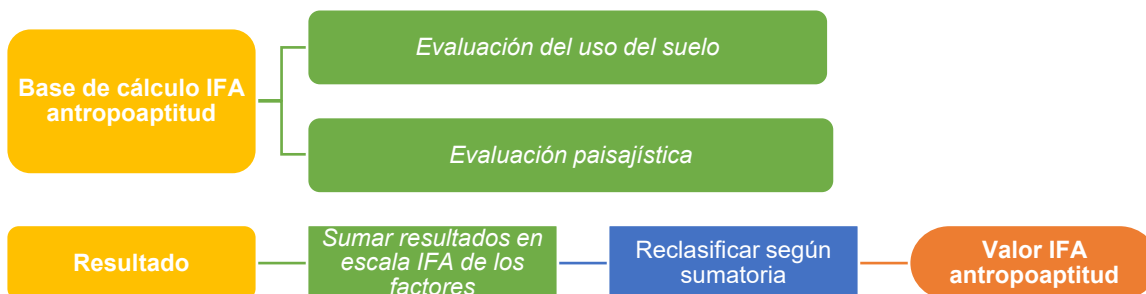 Evaluación del uso del suelo
Base de cálculo IFA
antropoaptitud
Evaluación paisajística
Resultado
Sumar resultados en
escala IFA de los
factores
Reclasificar según
sumatoria
Valor IFA
antropoaptitud